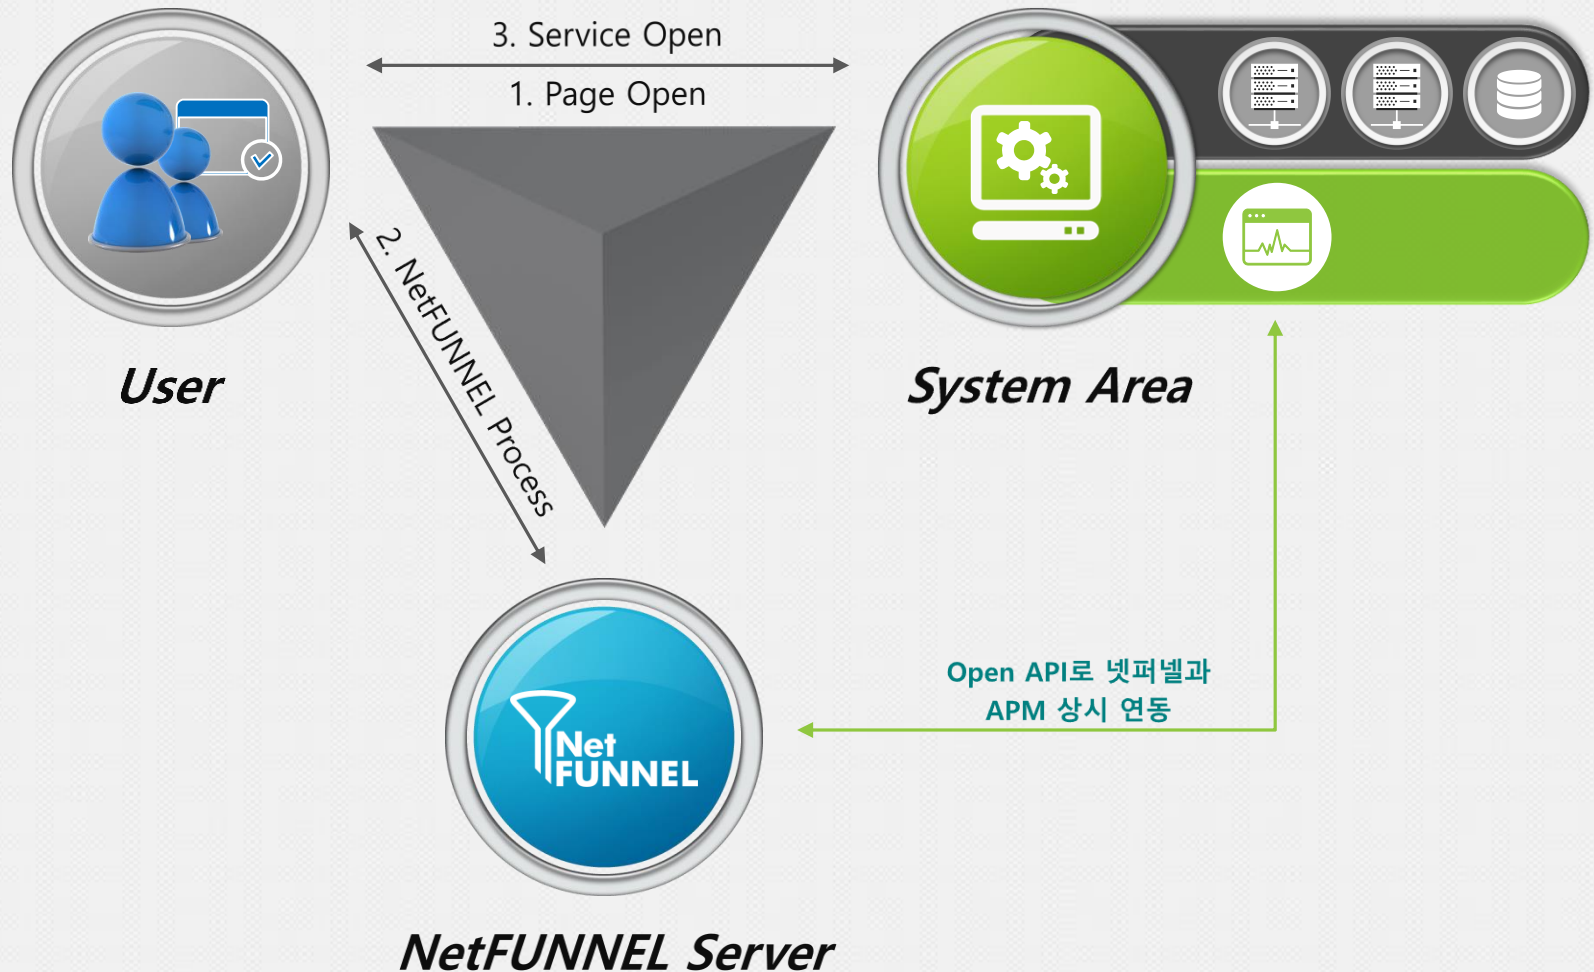 3. Service Open
1. Page Open
2. NetFUNNEL Process
User
System Area
Open API로 넷퍼넬과
APM 상시 연동
Net
FUNNEL
NetFUNNEL Server